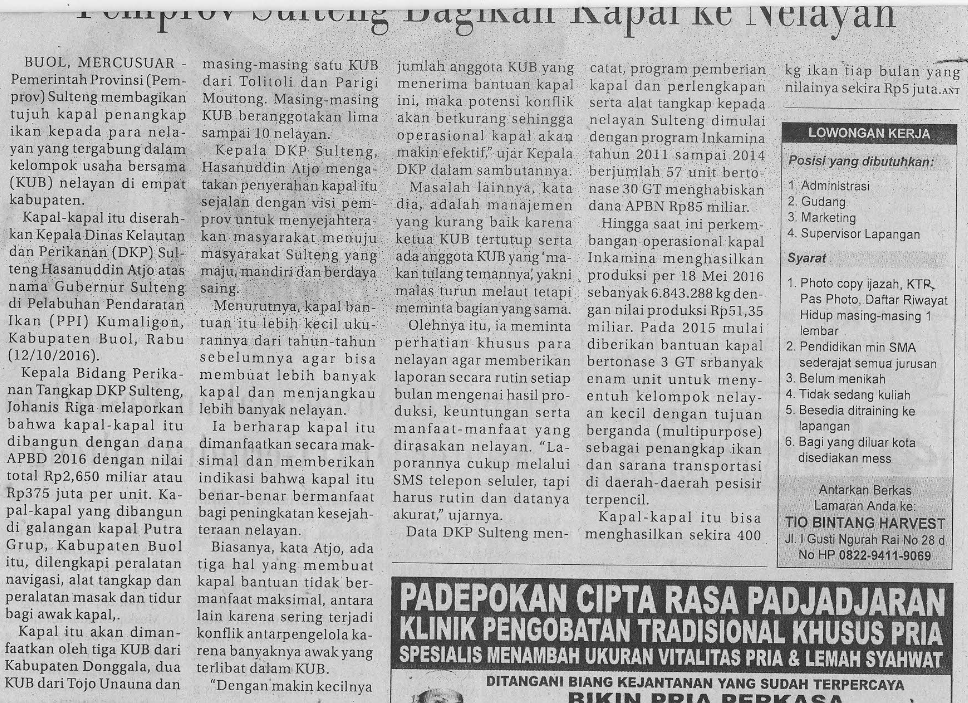 Pemprov Sulteng Bagikan Kapal ke Nelayan
BUOL, MERCUSUAR -
Pemerintah Provinsi (Pem-
prov) Sulteng membagikan
tujuh kapal penangkap
ikan kepada para nela-
yan yang tergabung dalam
kelompok usaha bersama
(KUB) nelayan di empat
kabupaten.
Kapal-kapal itu diserah-
kan Kepala Dinas Kelautan
dan Perikanan (DKP) Sul-
teng Hasanuddin Atjo atas
nama Gubernur Sulteng
di Pelabuhan Pendaratan
Ikan (PPI) Kumaligon,
Kabupaten Buol, Rabu
(12/10/2016).
Kepala Bidang Perika-
nan Tangkap DKP Sulteng,
Johanis Riga melaporkan
bahwa kapal-kapal itu
dibangun dengan dana
APBD 2016 dengan nilai
total Rp2,650 miliar atau
Rp375 juta per unit. Ka-
pal-kapal yang dibangun
di galangan kapal Putra
Grup, Kabupaten Buol
itu, dilengkapi peralatan
navigasi, alat tangkap dan
peralatan masak dan tidur
bagi awak kapal,.
Kapal itu akan diman-
faatkan oleh tiga KUB dari
Kabupaten Donggala, dua
KUB dari Tojo Unauna dan
masing-masing satu KUB
dari Tolitoli dan Parigi
Moutong. Masing-masing
KUB beranggotakan lima
sampai 10 nelayan.
Kepala DKP Sulteng,
Hasanuddin Atjo menga-
takan penyerahan kapal itu
sejalan dengan visi pem-
prov untuk menyejahtera-
kan masyarakat menuju
masyarakat Sulteng yang
maju, mandiri dan berdaya
saing.
Menurutnya, kapal ban-
tuan itu lebih kecil uku-
rannya dari tahun-tahun
sebelumnya agar bisa
membuat lebih banyak
kapal dan menjangkau
lebih banyak nelayan.
Ia berharap kapal itu
dimanfaatkan secara mak-
simal dan memberikan
indikasi bahwa kapal itu
benar-benar bermanfaat
bagi peningkatan kesejah-
teraan nelayan.
Biasanya, kata Atjo, ada
tiga hal yang membuat
kapal bantuan tidak ber-
manfaat maksimal, antara
lain karena sering terjadi
konflik antarpengelola ka-
rena banyaknya awak yang
terlibat dalam KUB.
"Dengan makin kecilnya
jumlah anggota KUB yang
menerima bantuan kapal
ini, maka potensi konflik
akan betkurang sehingga
operasional kapal akan
makin efektif," ujar Kepala
DKP dalam sambutannya.
Masalah lainnya, kata
dia, adalah manajemen
yang kurang baik karena
ketua KUB tertutup serta
ada anggota KUB yang 'ma-
kan tulang temannya', yakni
malas turun melaut tetapi
meminta bagian yang sama.
Olehnya itu, ia meminta
perhatian khusus para
nelayan agar memberikan
laporan secara rutin setiap
bulan mengenai hasil pro-
duksi, keuntungan serta
manfaat-manfaat yang
dirasakan nelayan. "La-
porannya cukup melalui
SMS telepon seluler, tapi
harus rutin dan datanya
akurat," ujarnya.
Data DKP Sulteng men-
catat, program pemberian
kapal dan perlengkapan
serta alat tangkap kepada
nelayan Sulteng dimulai
dengan program Inkamina
tahun 2011 sampai 2014
berjumlah 57 unit berto-
nase 30 GT menghabiskan
dana APBN Rp85 miliar.
Hingga saat ini perkem-
bangan operasional kapal
Inkamina menghasilkan
produksi per 18 Mei 2016
sebanyak 6.843.288 kg de-
ngan nilai produksi Rp51,35
miliar. Pada 2015 mulai
diberikan bantuan kapal
bertonase 3 GT srbanyak
enam unit untuk meny-
entuh kelompok nelay-
an kecil dengan tujuan
berganda (multipurpose)
sebagai penangkap ikan
dan sarana transportasi
di daerah-daerah pesisir
terpencil.
Kapal-kapal itu bisa
menghasilkan sekira 400
kg ikan tiap bulan yang
nilainya sekira Rp5 juta.ANT
LOWONGAN KERJA
Posisi yang dibutuhkan:
1. Administrasi
2. Gudang
3. Marketing
4. Supervisor Lapangan
Syarat
1. Photo copy ijazah, KTR,
Pas Photo, Daftar Riwayat
Hidup masing-masing 1
lembar
2. Pendidikan min SMA
sederajat semua jurusan
3. Belum menikah
4. Tidak sedang kuliah
5. Besedia ditraining ke
lapangan
6. Bagi yang diluar kota
disediakan mess
Antarkan Berkas
Lamaran Anda ke:
TIO BINTANG HARVEST
Jl. I Gusti Ngurah Rai No 28 d
No HP 0822-9411-9069
PADEPOKAN CIPTA RASA PADJADJARAN
KLINIK PENGOBATAN TRADISIONAL KHUSUS PRIA
SPESIALIS MENAMBAH UKURAN VITALITAS PRIA & LEMAH SYAHWAT
DITANGANI BIANG KEJANTANAN YANG SUDAH TERPERCAYA
BIKIN PRIA PERKASA